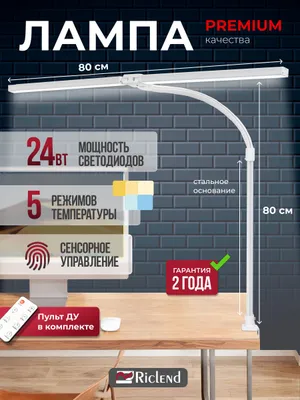 ЛАМПА
PREMIUM
качества
80 см
24вт
МОЩНОСТЬ
СВЕТОДИОДОВ
стальное
основание
5
РЕЖИМОВ
ТЕМПЕРАТУРЫ
80 см
СЕНСОРНОЕ
УПРАВЛЕНИЕ
ГАРАНТИЯ
2 ГОДА
Пульт ДУ
в комплекте
Riclend